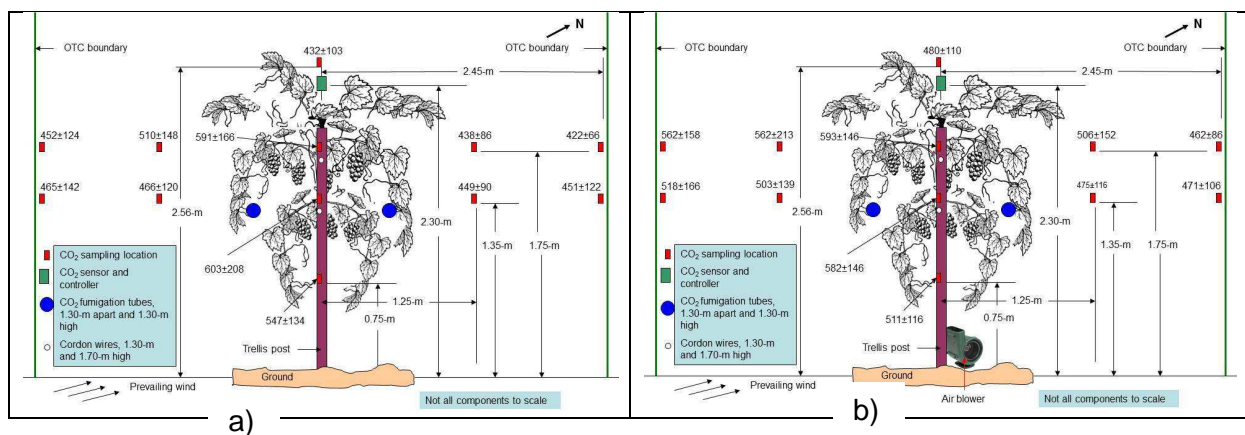 N
OTC boundary
OTC boundary
432±103
2.45-m
452±124
510±148
591±166
438±86
422±66
465±142
466±120
449±90
451±122
2.56-m
2.30-m
1.75-m
1.35-m
CO₂ sampling location
CO₂ sensor and
controller
CO₂ fumigation tubes,
1.30-m apart and 1.30-m
high
Cordon wires, 1.30-m
and 1.70-m high
603±208
547±134
1.25-m
0.75-m
Trellis post
Ground
Prevailing wind
Not all components to scale
a)
N
OTC boundary
OTC boundary
480±110
2.45-m
562±158
562±213
593±146
506±152
462±86
518±166
503±139
475±116
471±106
2.56-m
2.30-m
1.75-m
1.35-m
CO₂ sampling location
CO₂ sensor and
controller
CO₂ fumigation tubes,
1.30-m apart and 1.30-m
high
Cordon wires, 1.30-m
and 1.70-m high
582±146
511±116
1.25-m
0.75-m
Trellis post
Ground
Prevailing wind
Air blower
Not all components to scale
b)